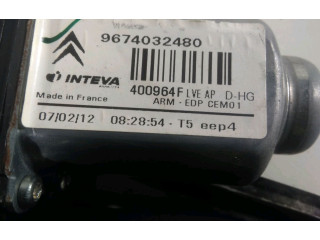 9674032480
INTEVA
400964F LVE AP D-HG
Made in France
ARM - EDP CEM01
07/02/12 08:28:54 - T5 eep4